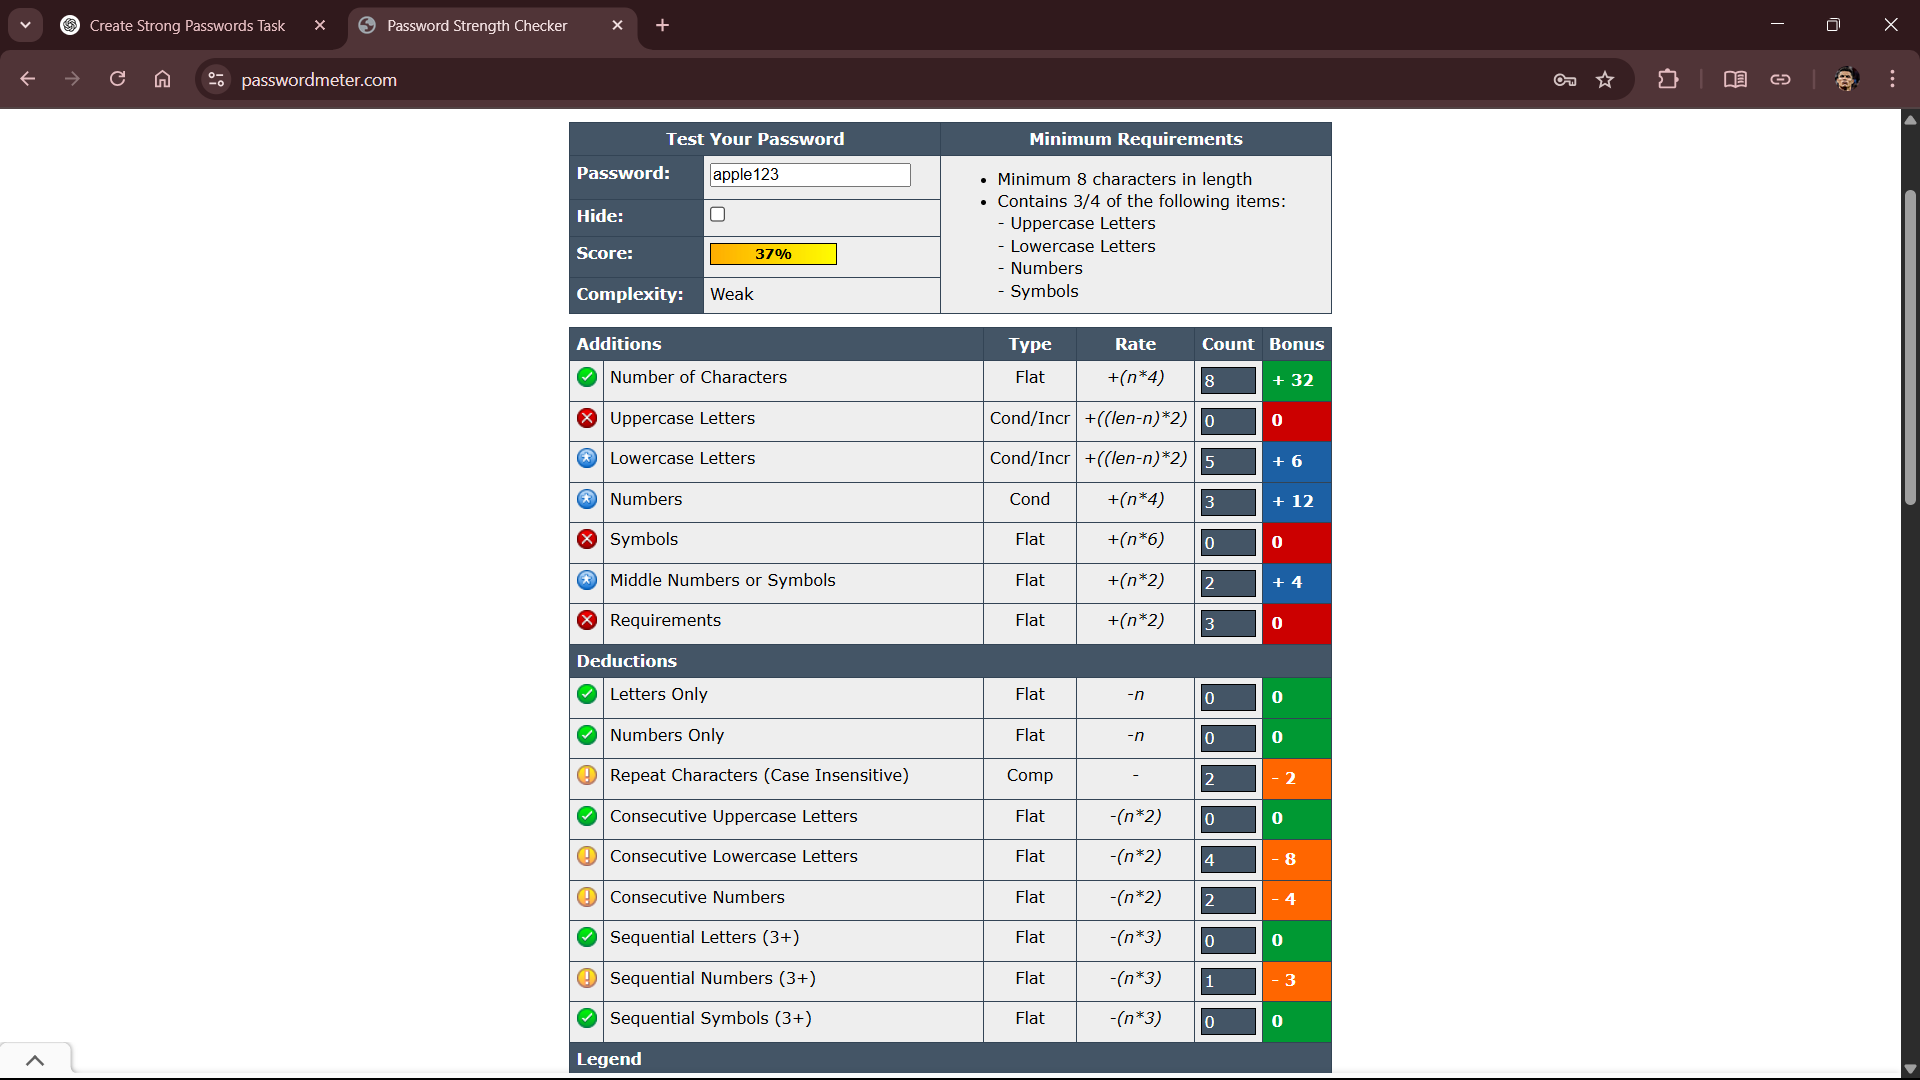 Create Strong Passwords Task
Password Strength Checker
passwordmeter.com
Test Your Password
Minimum Requirements
Password:
apple123
Hide:
Score:
37%
Complexity:
Weak
• Minimum 8 characters in length
• Contains 3/4 of the following items:
- Uppercase Letters
- Lowercase Letters
- Numbers
- Symbols
Additions Type Rate Count Bonus
Number of Characters Flat +(n*4) 8 + 32
Uppercase Letters Cond/Incr +((len-n)*2) 0 0
Lowercase Letters Cond/Incr +((len-n)*2) 5 + 6
Numbers Cond +(n*4) 3 + 12
Symbols Flat +(n*6) 0 0
Middle Numbers or Symbols Flat +(n*2) 2 + 4
Requirements Flat +(n*2) 3 0
Deductions
Letters Only Flat -n 0 0
Numbers Only Flat -n 0 0
Repeat Characters (Case Insensitive) Comp - 2 - 2
Consecutive Uppercase Letters Flat -(n*2) 0 0
Consecutive Lowercase Letters Flat -(n*2) 4 - 8
Consecutive Numbers Flat -(n*2) 2 - 4
Sequential Letters (3+) Flat -(n*3) 0 0
Sequential Numbers (3+) Flat -(n*3) 1 - 3
Sequential Symbols (3+) Flat -(n*3) 0 0
Legend